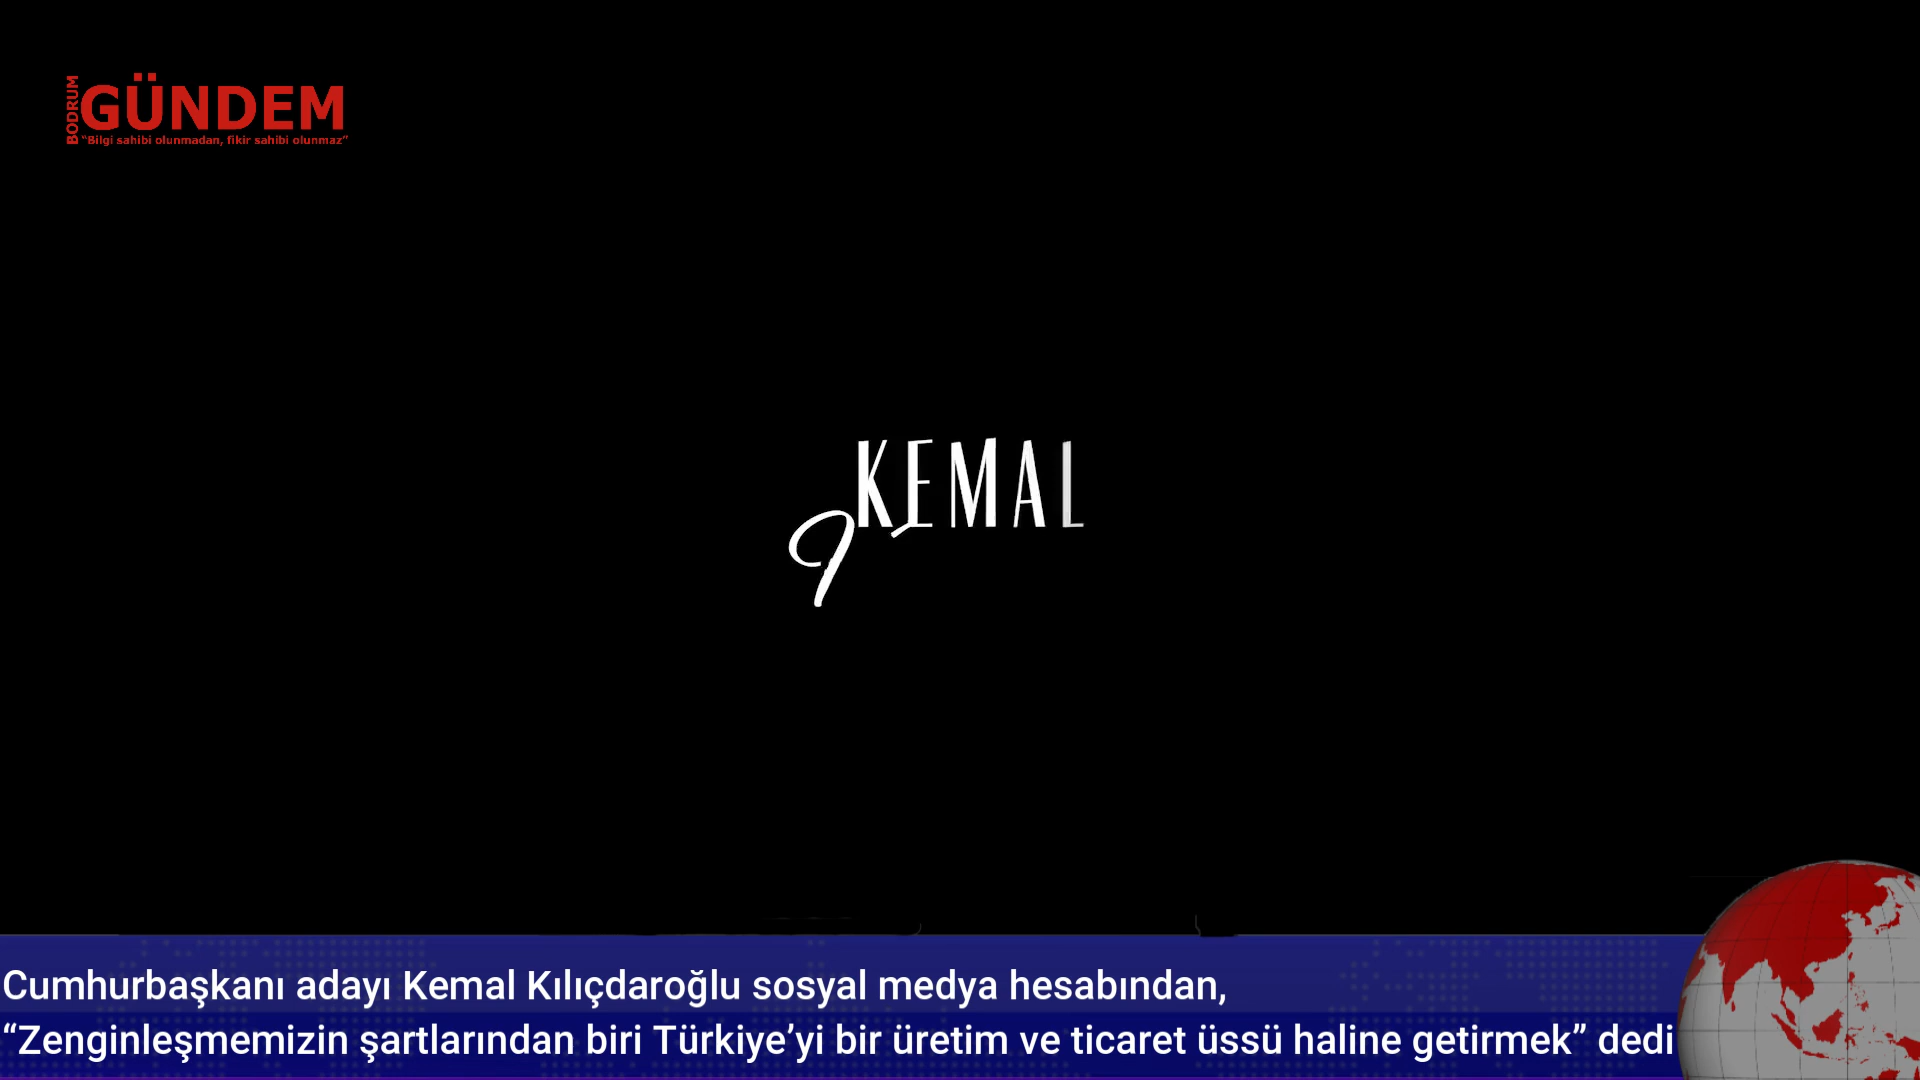 BODRUM
GÜNDEM
“Bilgi sahibi olunmadan, fikir sahibi olunmaz”
KEMAL
Cumhurbaşkanı adayı Kemal Kılıçdaroğlu sosyal medya hesabından,
“Zenginleşmemizin şartlarından biri Türkiye’yi bir üretim ve ticaret üssü haline getirmek” dedi